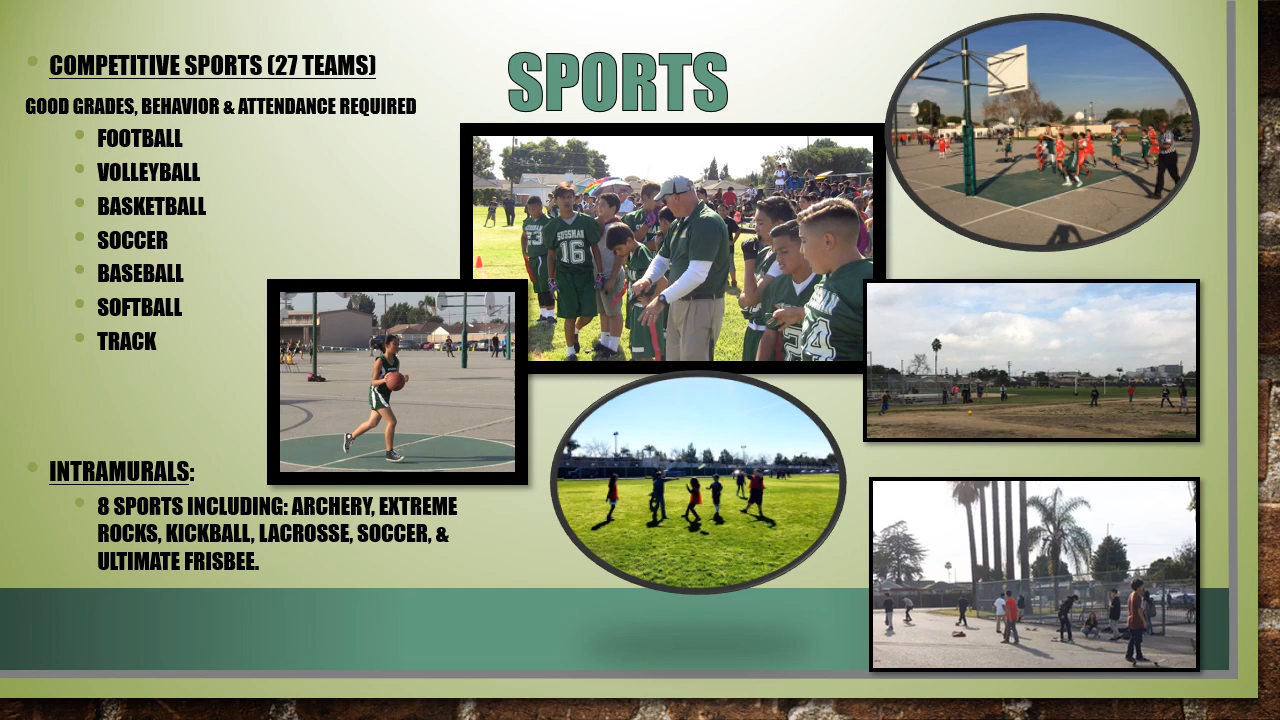 SPORTS
COMPETITIVE SPORTS (27 TEAMS)
GOOD GRADES, BEHAVIOR & ATTENDANCE REQUIRED
FOOTBALL
VOLLEYBALL
BASKETBALL
SOCCER
BASEBALL
SOFTBALL
TRACK
INTRAMURALS:
8 SPORTS INCLUDING: ARCHERY, EXTREME
ROCKS, KICKBALL, LACROSSE, SOCCER, &
ULTIMATE FRISBEE.
SUSSMAN
16